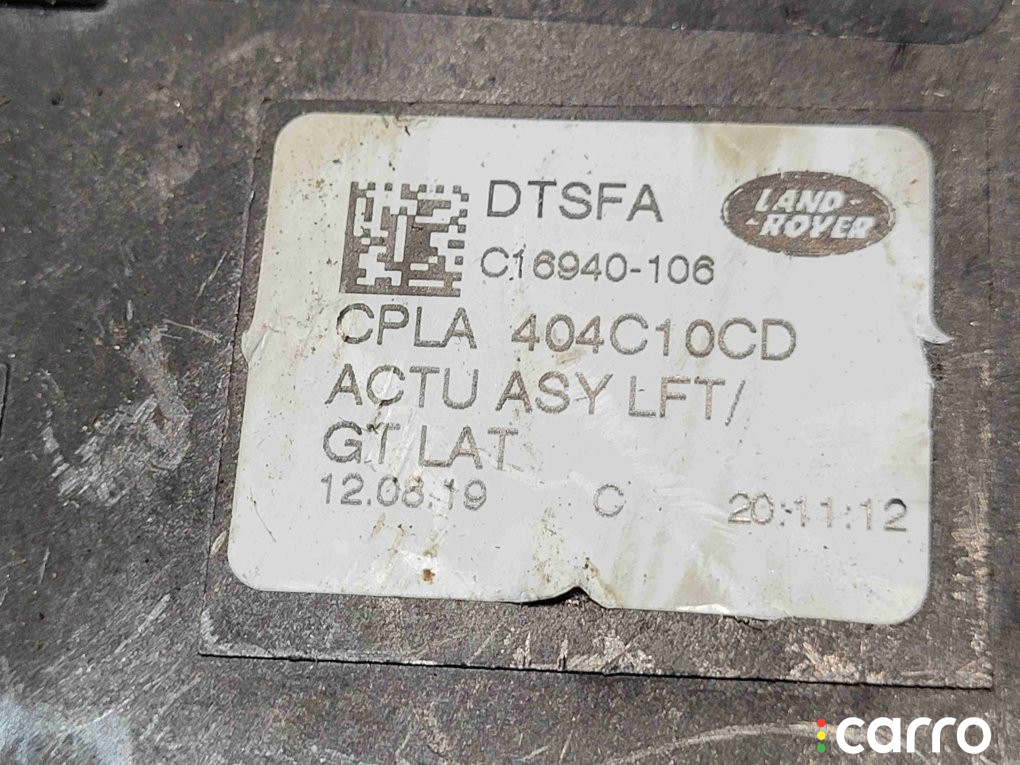 DTSFA
LAND-
-ROVER
C16940-106
CPLA 404C10CD
ACTU ASY LFT/
GT LAT
12.08.19 C 20:11:12
carro